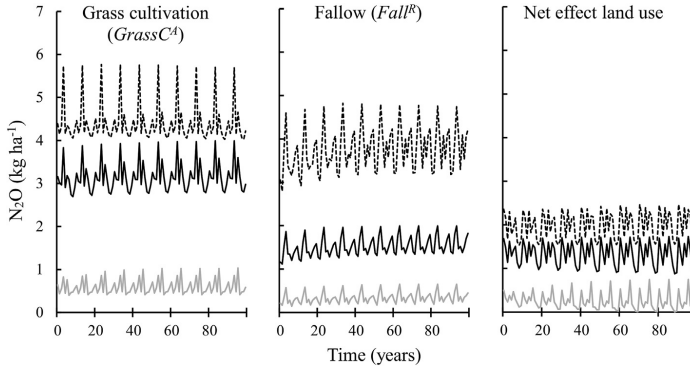 Grass cultivation
(GrassC^A)
Fallow (Fall^R)
Net effect land use
7
6
5
4
3
2
1
0
N₂O (kg ha⁻¹)
0 20 40 60 80
0 20 40 60 80
0 20 40 60 80
Time (years)